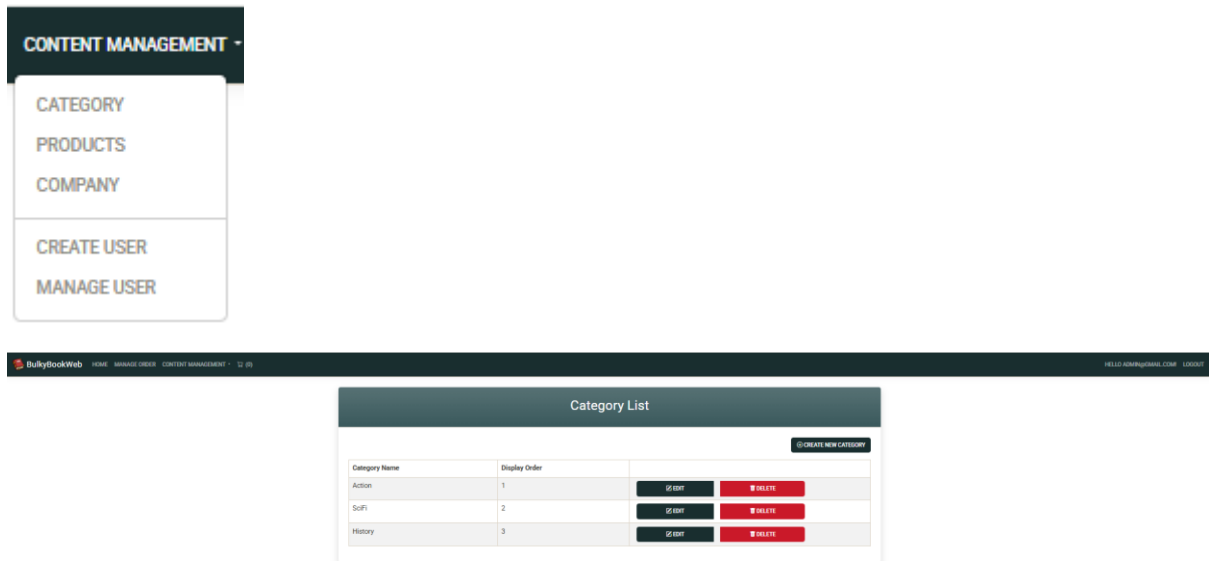 CONTENT MANAGEMENT
CATEGORY
PRODUCTS
COMPANY
CREATE USER
MANAGE USER
BulkyBookWeb HOME MANAGE ORDER CONTENT MANAGEMENT (0) HELLO ADMIN@GMAIL.COM! LOGOUT
Category List
CREATE NEW CATEGORY
Category Name Display Order
Action 1 EDIT DELETE
SciFi 2 EDIT DELETE
History 3 EDIT DELETE